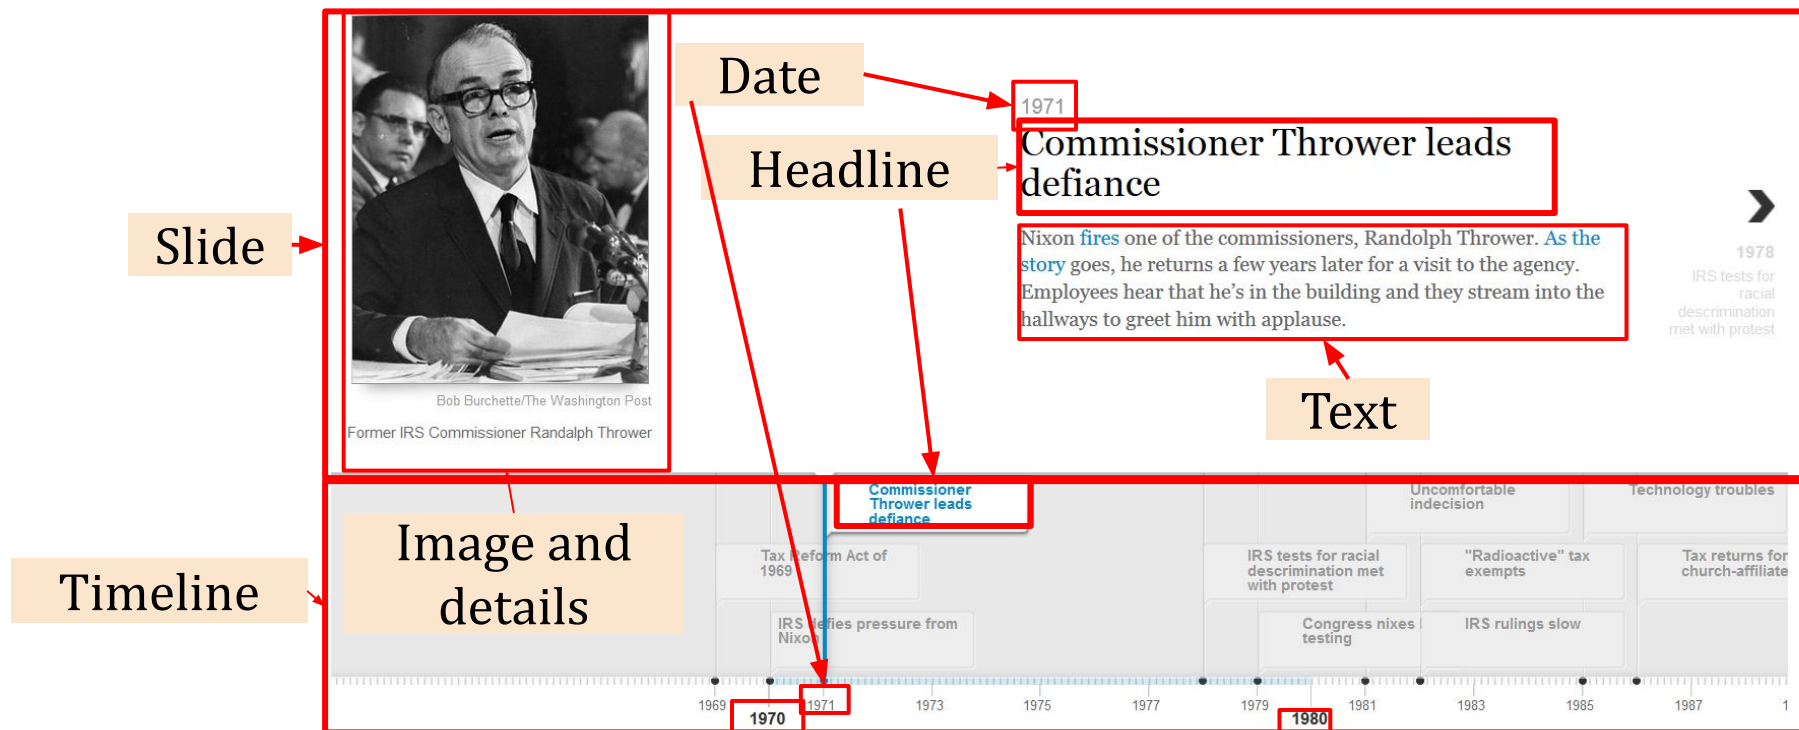 Date
1971
Commissioner Thrower leads
defiance
Headline
Slide
Nixon fires one of the commissioners, Randolph Thrower. As the
story goes, he returns a few years later for a visit to the agency.
Employees hear that he's in the building and they stream into the
hallways to greet him with applause.
1978
IRS tests for
racial
descrimination
met with protest
Text
Bob Burchette/The Washington Post
Former IRS Commissioner Randalph Thrower
Commissioner
Thrower leads
defiance
Uncomfortable
indecision
Technology troubles
Image and
details
Timeline
Tax Reform Act of
1969
IRS tests for racial
descrimination met
with protest
"Radioactive" tax
exempts
Tax returns for
church-affiliate
IRS defies pressure from
Nixon
Congress nixes
testing
IRS rulings slow
1969
1971
1973
1975
1977
1979
1981
1983
1985
1987
1970
1980